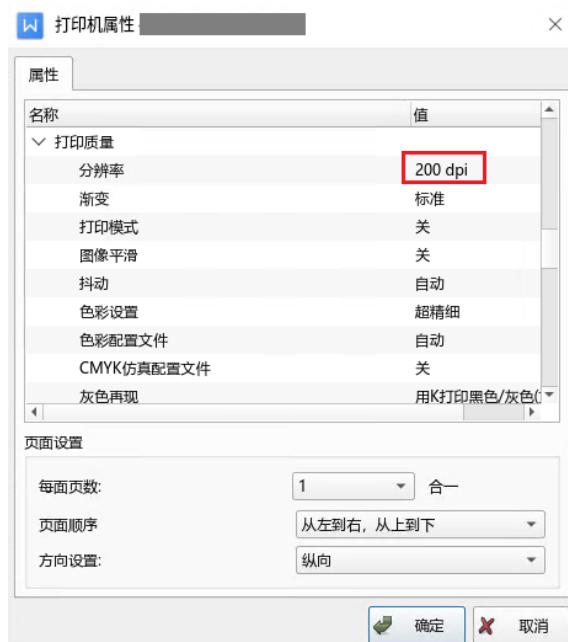 打印机属性
属性
名称 值
打印质量
分辨率 200 dpi
渐变 标准
打印模式 关
图像平滑 关
抖动 自动
色彩设置 超精细
色彩配置文件 自动
CMYK仿真配置文件 关
灰色再现 用K打印黑色/灰色(
页面设置
每面页数: 1 合一
页面顺序 从左到右，从上到下
方向设置: 纵向
确定 取消